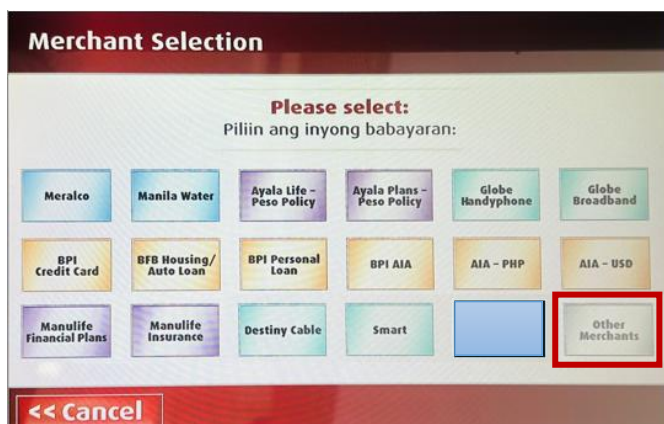 Merchant Selection
Please select:
Piliin ang inyong babayaran:
Meralco
Manila Water
Ayala Life –
Peso Policy
Ayala Plans –
Peso Policy
Globe
Handyphone
Globe
Broadband
BPI
Credit Card
BFB Housing/
Auto Loan
BPI Personal
Loan
BPI AIA
AIA – PHP
AIA – USD
Manulife
Financial Plans
Manulife
Insurance
Destiny Cable
Smart
Other
Merchants
<< Cancel